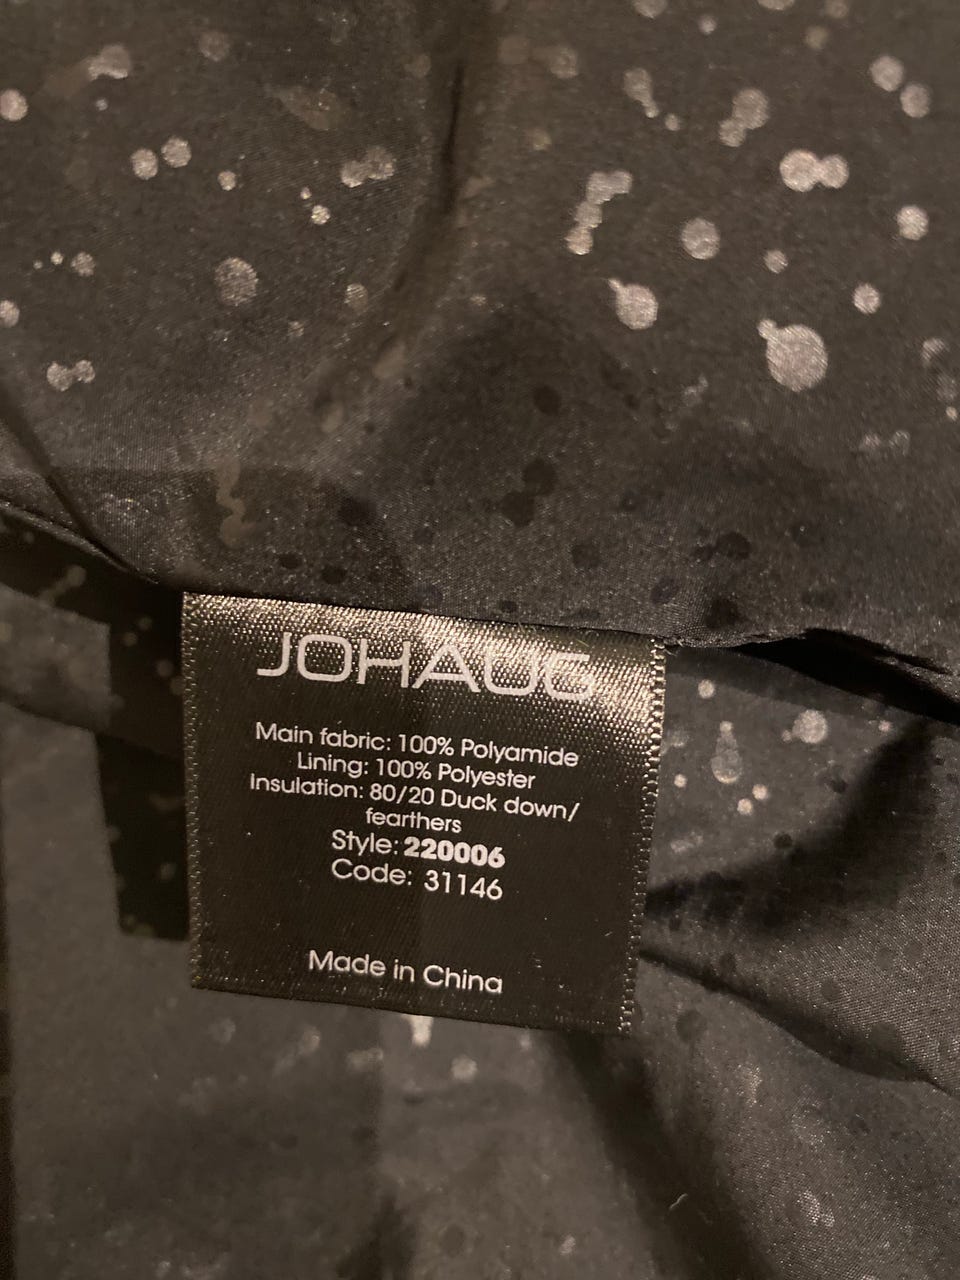 JOHAUG
Main fabric: 100% Polyamide
Lining: 100% Polyester
Insulation: 80/20 Duck down/
fearthers
Style: 220006
Code: 31146
Made in China